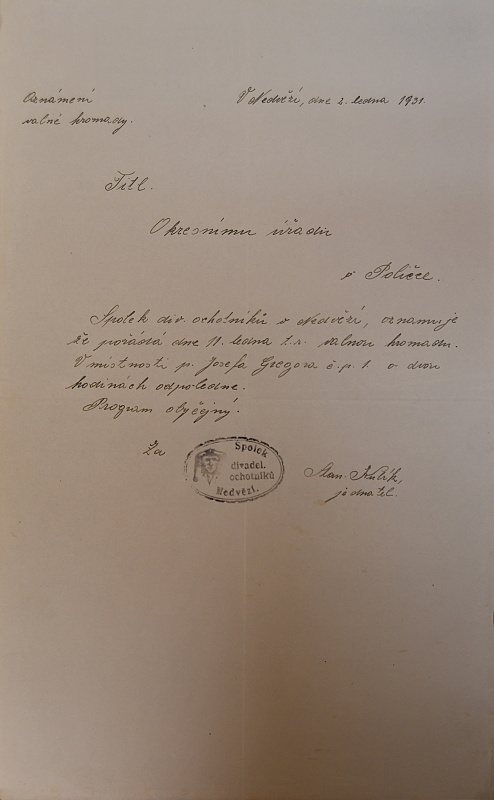 Oznámení
valné hromady.
V Nedvězí, dne 2. ledna 1931.
Titl.
Okresnímu úřadu
v Poličce.
Spolek div. ochotníků v Nedvězí, oznamuje
že pořádá dne 11. ledna t.r. valnou hromadu.
V místnosti p. Josefa Gregora č.p. 1. o dvou
hodinách odpoledne.
Program obyčejný.
Za
Spolek
divadel.
ochotníků
Nedvězí.
Stan. Kulík,
jednatel.